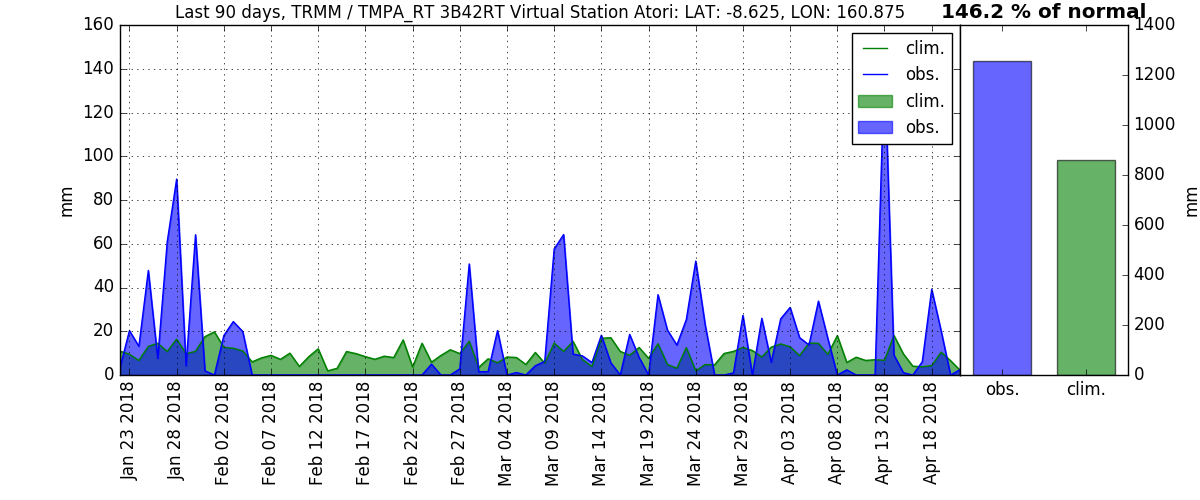 Last 90 days, TRMM / TMPA_RT 3B42RT Virtual Station Atori: LAT: -8.625, LON: 160.875
146.2 % of normal
160
140
120
100
80
60
40
20
0
mm
clim.
obs.
clim.
obs.
1400
1200
1000
800
600
400
200
0
mm
Jan 23 2018
Jan 28 2018
Feb 02 2018
Feb 07 2018
Feb 12 2018
Feb 17 2018
Feb 22 2018
Feb 27 2018
Mar 04 2018
Mar 09 2018
Mar 14 2018
Mar 19 2018
Mar 24 2018
Mar 29 2018
Apr 03 2018
Apr 08 2018
Apr 13 2018
Apr 18 2018
obs.
clim.